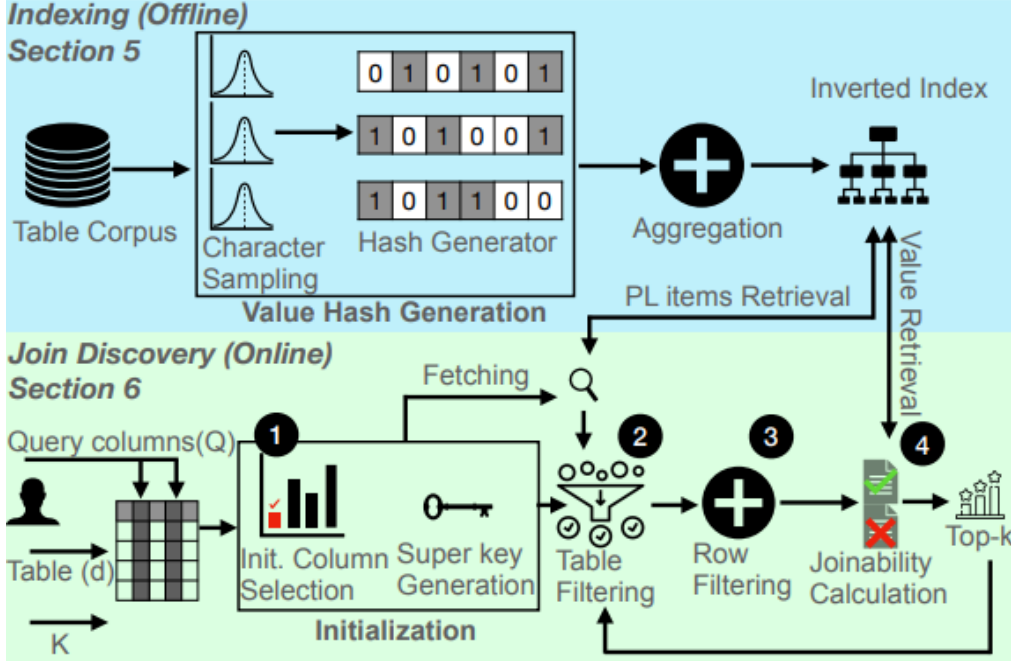 Indexing (Offline)
Section 5
0 1 0 1 0 1
1 0 1 0 0 1
1 0 1 1 0 0
Table Corpus
Character
Sampling
Hash Generator
Value Hash Generation
Aggregation
Inverted Index
PL items Retrieval
Value Retrieval
Join Discovery (Online)
Section 6
Query columns(Q)
Table (d)
K
Fetching
1
Init. Column
Selection
Super key
Generation
Initialization
2
Table
Filtering
3
Row
Filtering
4
Joinability
Calculation
Top-k